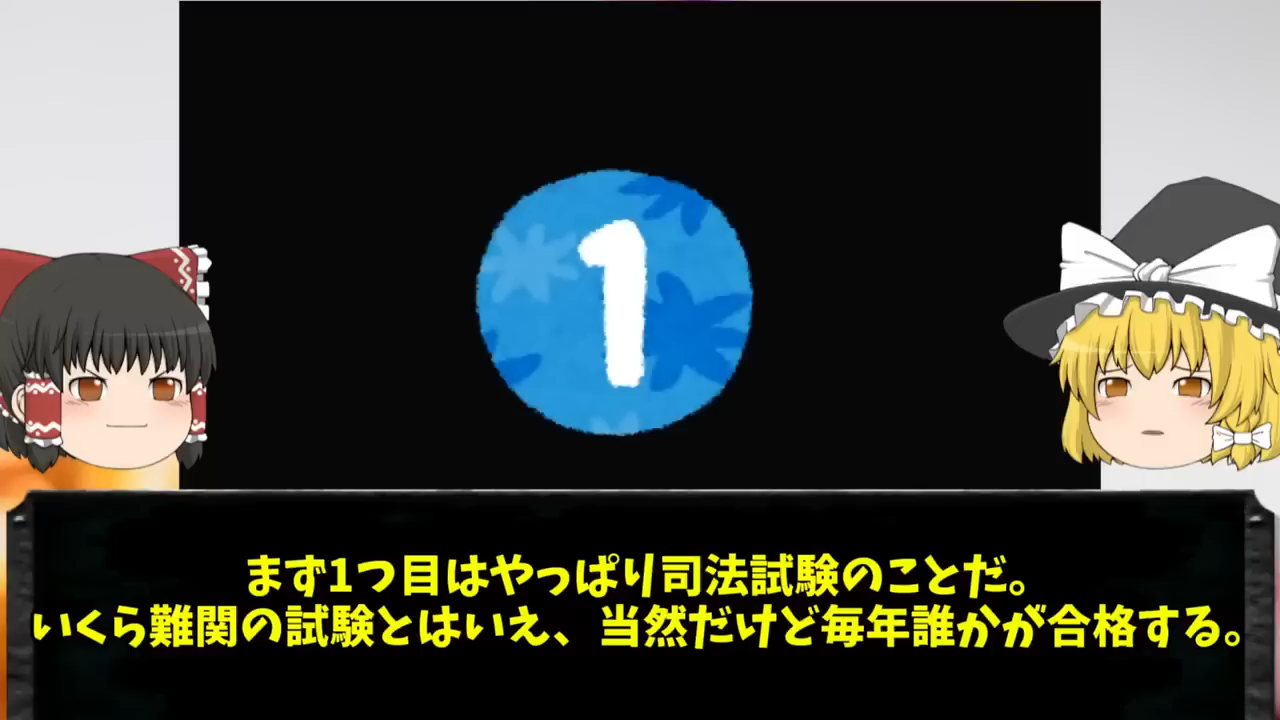 1
まず1つ目はやっぱり司法試験のことだ。
いくら難関の試験とはいえ、当然だけど毎年誰かが合格する。